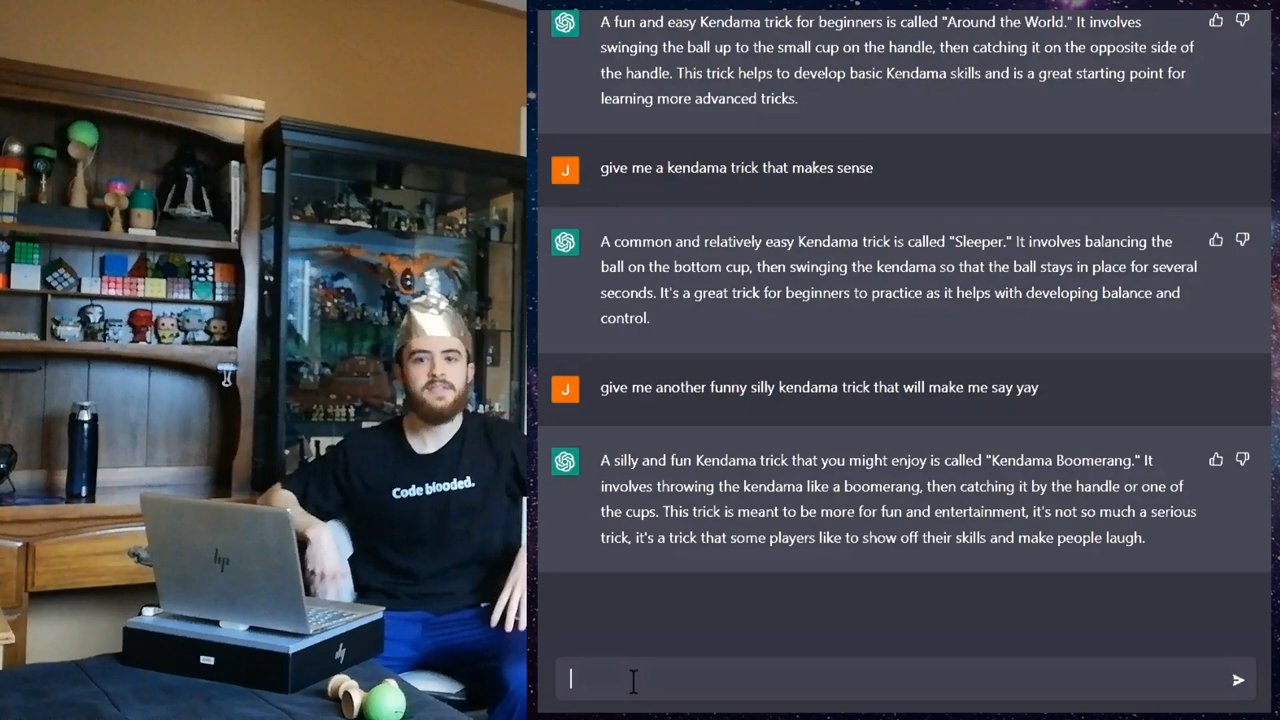 A fun and easy Kendama trick for beginners is called "Around the World." It involves
swinging the ball up to the small cup on the handle, then catching it on the opposite side of
the handle. This trick helps to develop basic Kendama skills and is a great starting point for
learning more advanced tricks.
J
give me a kendama trick that makes sense
A common and relatively easy Kendama trick is called "Sleeper." It involves balancing the
ball on the bottom cup, then swinging the kendama so that the ball stays in place for several
seconds. It's a great trick for beginners to practice as it helps with developing balance and
control.
J
give me another funny silly kendama trick that will make me say yay
A silly and fun Kendama trick that you might enjoy is called "Kendama Boomerang." It
involves throwing the kendama like a boomerang, then catching it by the handle or one of
the cups. This trick is meant to be more for fun and entertainment, it's not so much a serious
trick, it's a trick that some players like to show off their skills and make people laugh.
Code blooded.
hp
hp